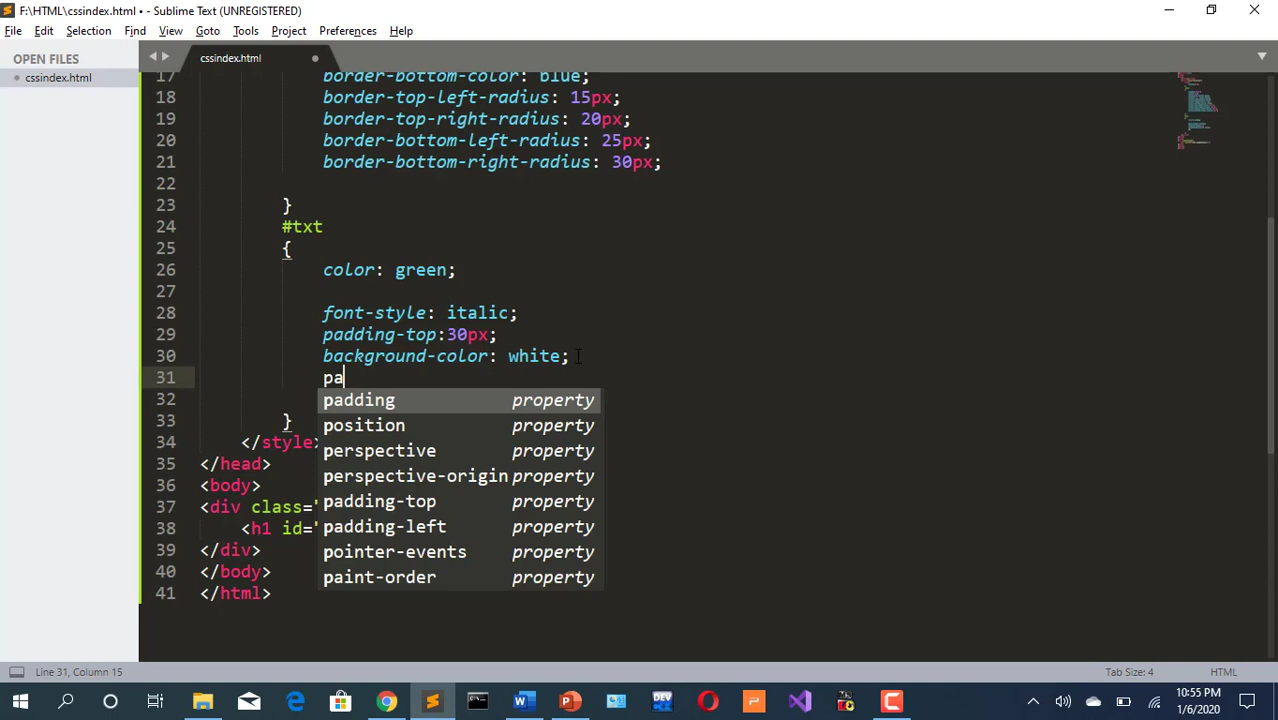 F:\HTML\cssindex.html • - Sublime Text (UNREGISTERED)
File Edit Selection Find View Goto Tools Project Preferences Help
OPEN FILES
cssindex.html
cssindex.html
17 border-bottom-color: blue;
18 border-top-left-radius: 15px;
19 border-top-right-radius: 20px;
20 border-bottom-left-radius: 25px;
21 border-bottom-right-radius: 30px;
22
23 }
24 #txt
25 {
26 color: green;
27
28 font-style: italic;
29 padding-top:30px;
30 background-color: white;
31 pa
32 padding property
position property
33 }
perspective property
34 </style>
35 </head>
perspective-origin property
36 <body>
padding-top property
37 <div class="
padding-left property
38 <h1 id="
39 </div>
pointer-events property
40 </body>
paint-order property
41 </html>
Line 31, Column 15
Tab Size: 4
HTML
10:55 PM
1/6/2020